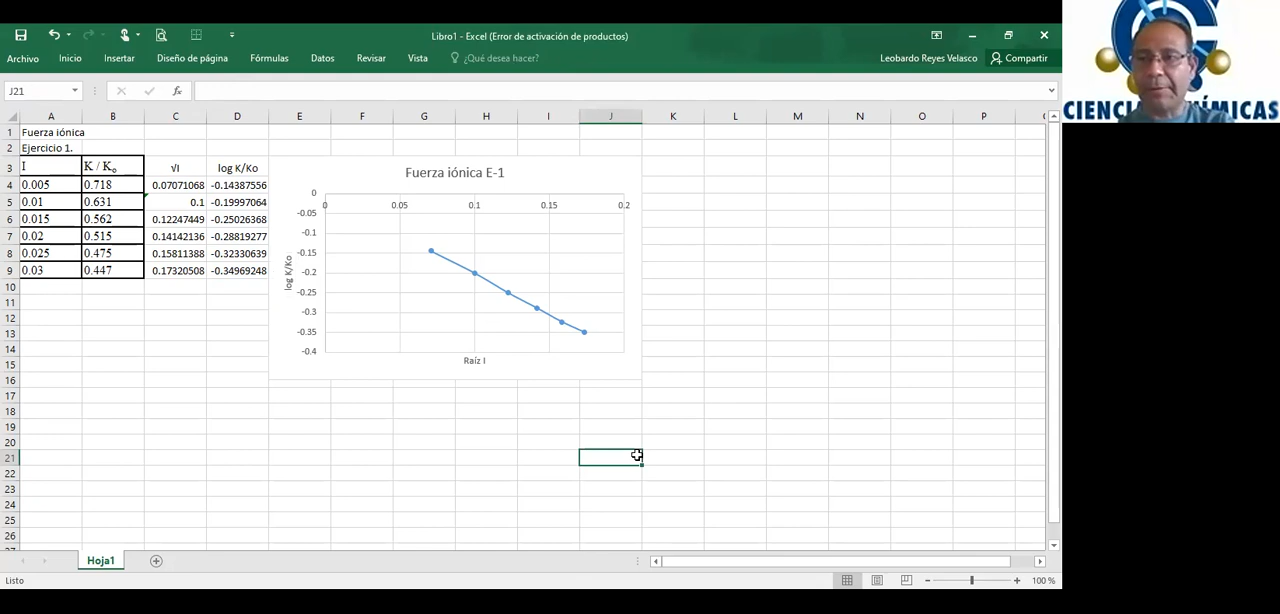 Libro1 - Excel (Error de activación de productos)
Archivo Inicio Insertar Diseño de página Fórmulas Datos Revisar Vista ¿Qué desea hacer? Leobardo Reyes Velasco Compartir
J21 fx
A B C D E F G H I J K L M N O P
1 Fuerza iónica
2 Ejercicio 1.
3 I K / Ko √I log K/Ko
4 0.005 0.718 0.07071068 -0.14387556
5 0.01 0.631 0.1 -0.19997064
6 0.015 0.562 0.12247449 -0.25026368
7 0.02 0.515 0.14142136 -0.28819277
8 0.025 0.475 0.15811388 -0.32330639
9 0.03 0.447 0.17320508 -0.34969248
10
11
12
13
14
15
16
17
18
19
20
21
22
23
24
25
26
Fuerza iónica E-1
0
0 0.05 0.1 0.15 0.2
-0.05
-0.1
-0.15
-0.2
-0.25
-0.3
-0.35
-0.4
log K/Ko
Raíz I
Hoja1
Listo 100 %